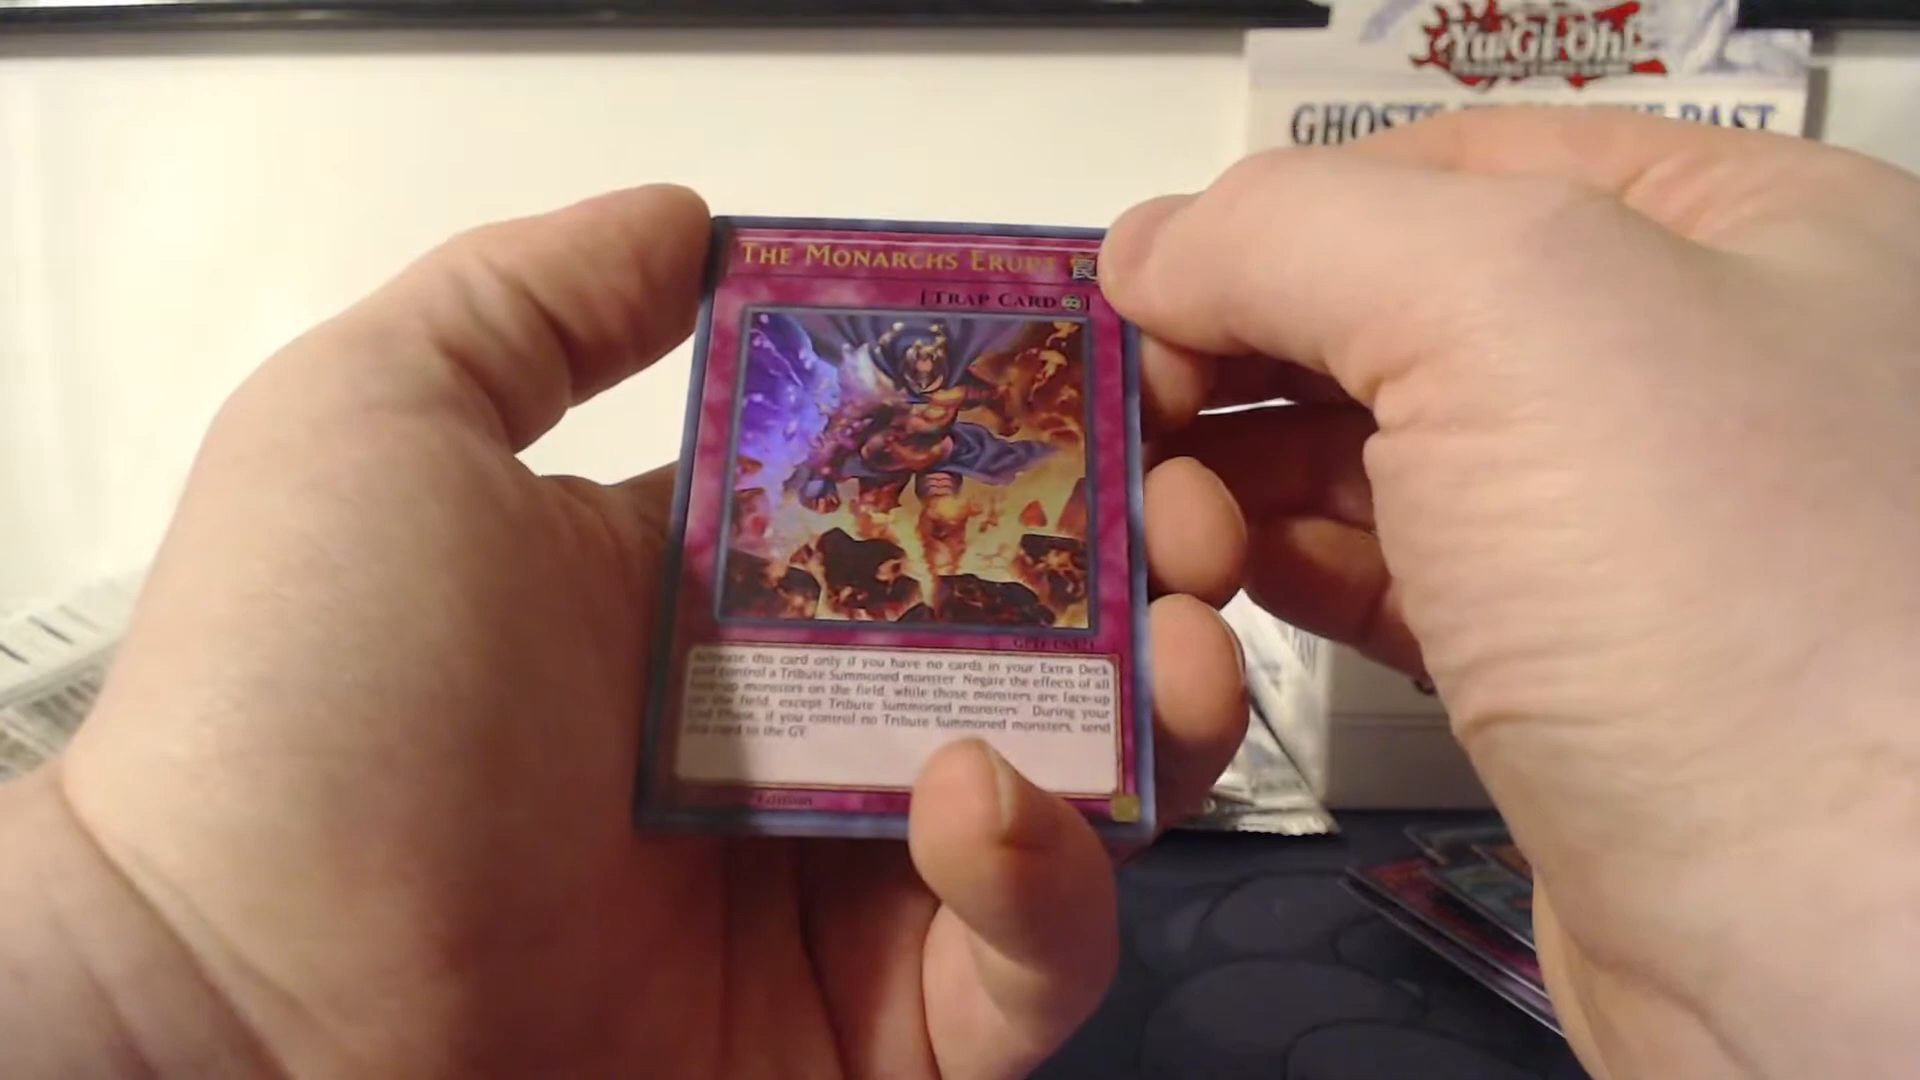 Yu-Gi-Oh!
GHOSTS PAST
THE MONARCHS ERUPT
[TRAP CARD]
this card only if you have no cards in your Extra Deck
and control a Tribute Summoned monster. Negate the effects of all
face-up monsters on the field, while those monsters are face-up
on the field, except Tribute Summoned monsters. During your
End Phase, if you control no Tribute Summoned monsters, send
this card to the GY.
Edition